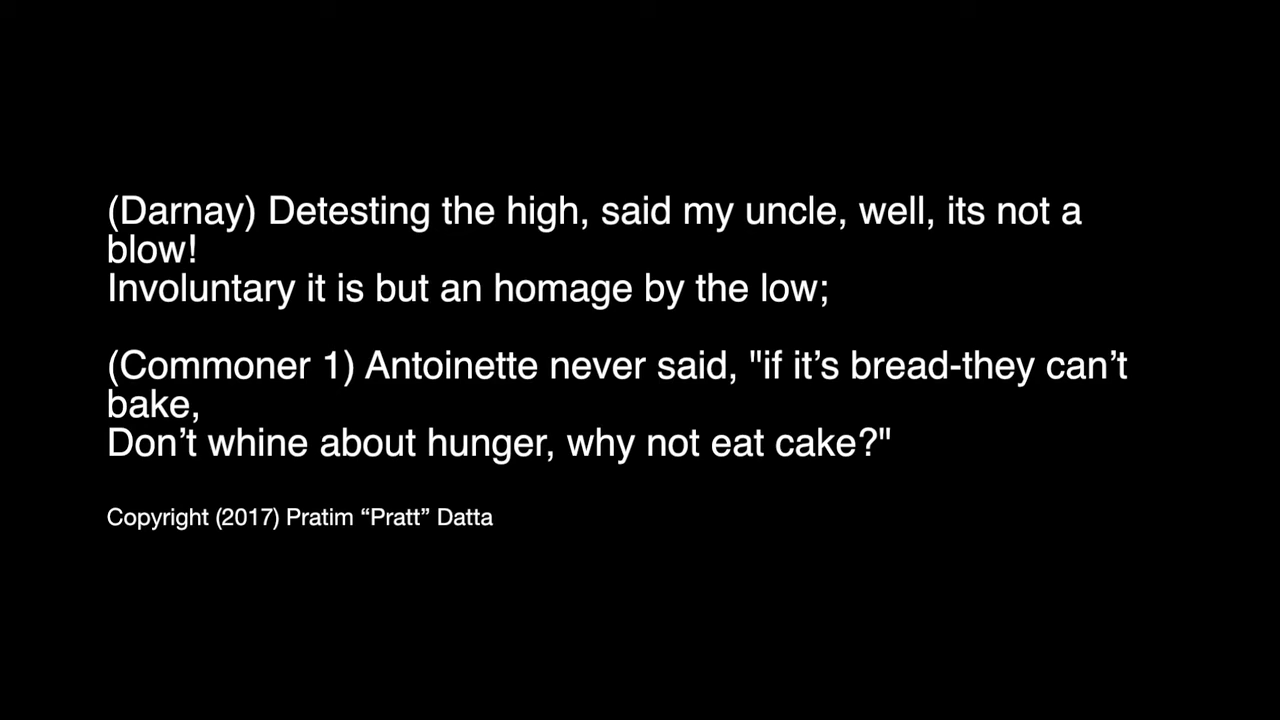 (Darnay) Detesting the high, said my uncle, well, its not a
blow!
Involuntary it is but an homage by the low;
(Commoner 1) Antoinette never said, "if it’s bread-they can’t
bake,
Don’t whine about hunger, why not eat cake?"
Copyright (2017) Pratim “Pratt” Datta